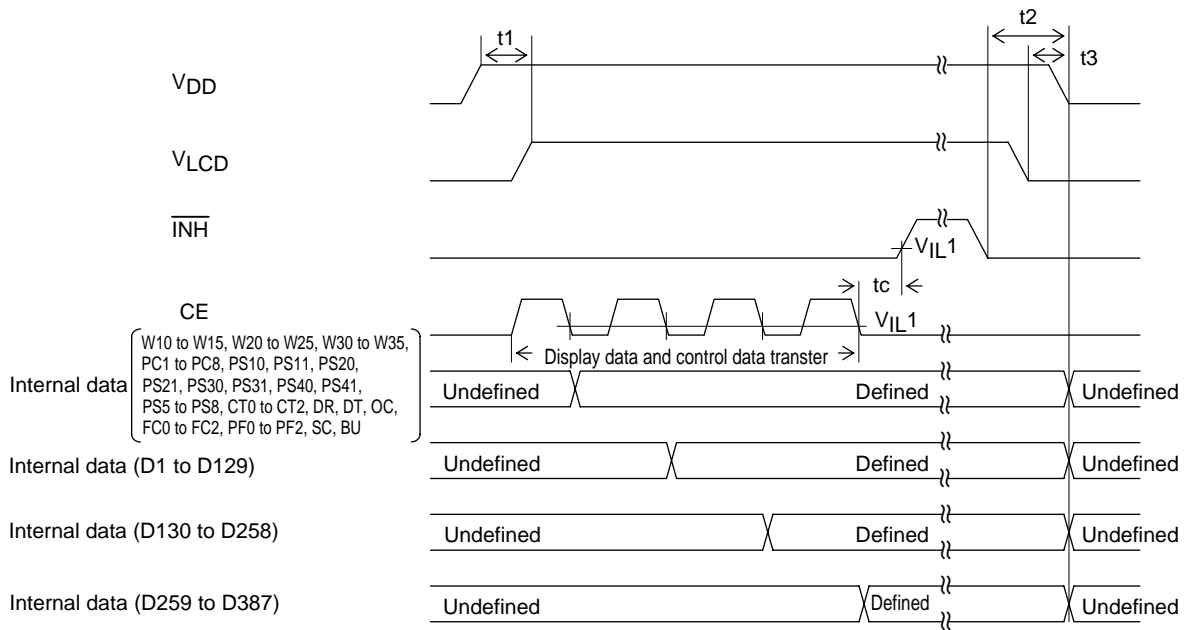 t1
t2
t3
VDD
VLCD
INH
VIL1
tc
CE
VIL1
Display data and control data transter
Internal data
W10 to W15, W20 to W25, W30 to W35,
PC1 to PC8, PS10, PS11, PS20,
PS21, PS30, PS31, PS40, PS41,
PS5 to PS8, CT0 to CT2, DR, DT, OC,
FC0 to FC2, PF0 to PF2, SC, BU
Undefined
Defined
Undefined
Internal data (D1 to D129)
Undefined
Defined
Undefined
Internal data (D130 to D258)
Undefined
Defined
Undefined
Internal data (D259 to D387)
Undefined
Defined
Undefined